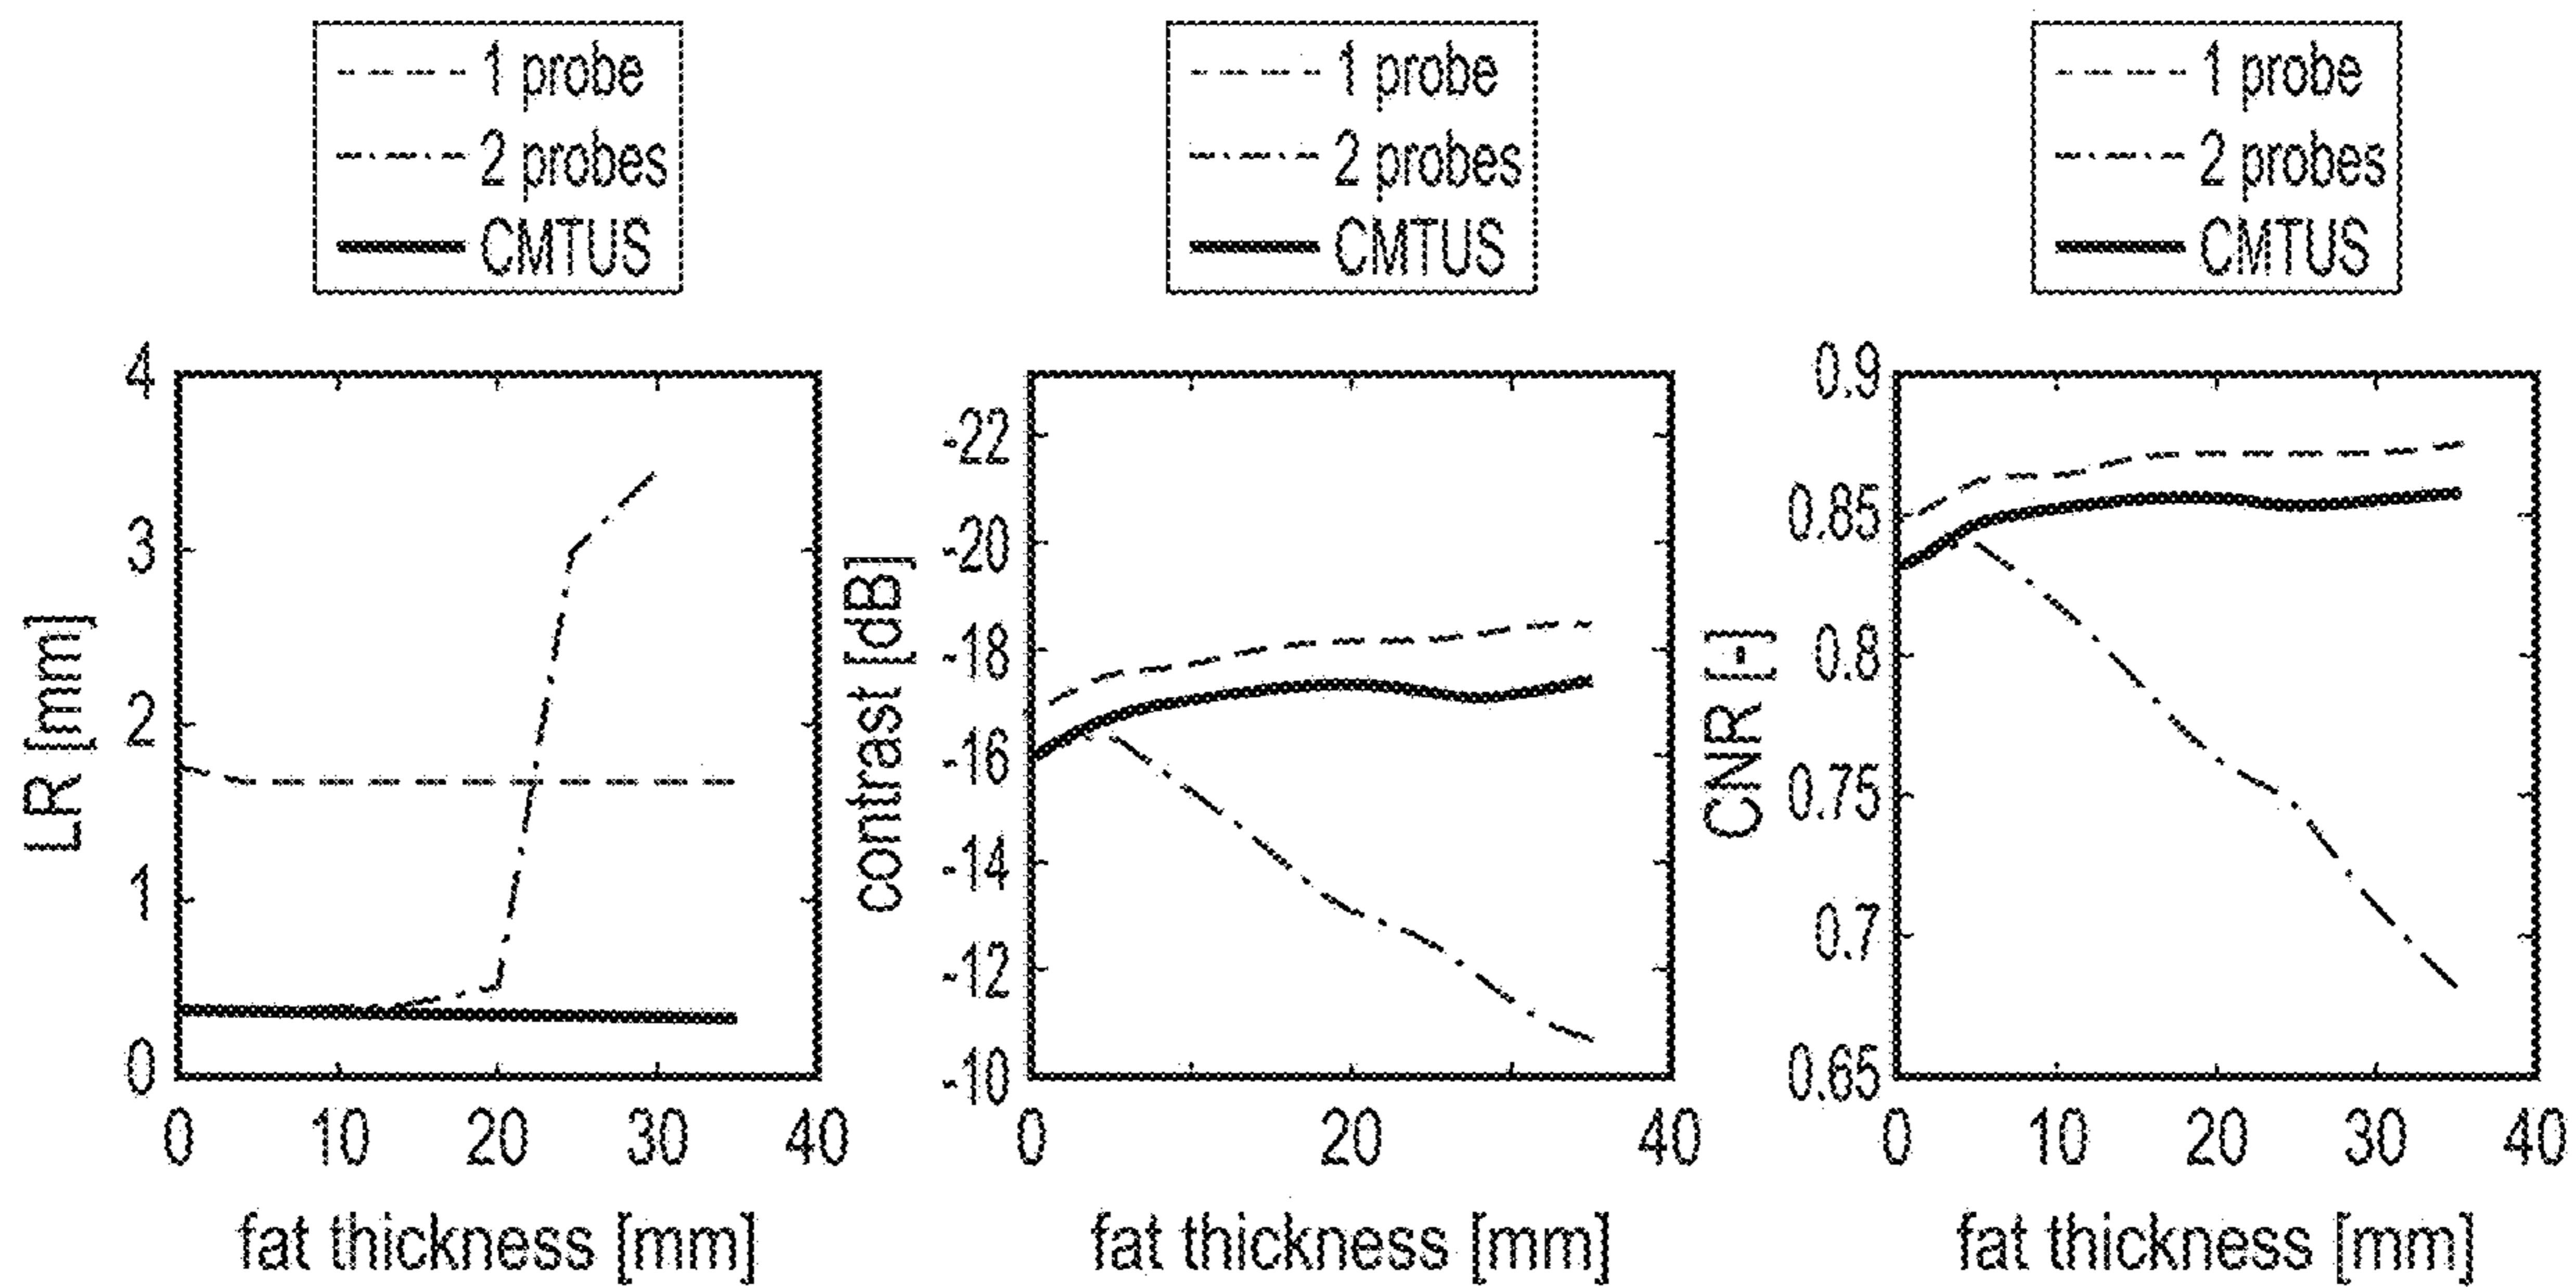 1 probe
2 probes
CMTUS
1 probe
2 probes
CMTUS
1 probe
2 probes
CMTUS
LR [mm]
4
3
2
1
0
0 10 20 30 40
fat thickness [mm]
contrast [dB]
-22
-20
-18
-16
-14
-12
-10
0 20 40
fat thickness [mm]
CNR [-]
0.9
0.85
0.8
0.75
0.7
0.65
0 10 20 30 40
fat thickness [mm]